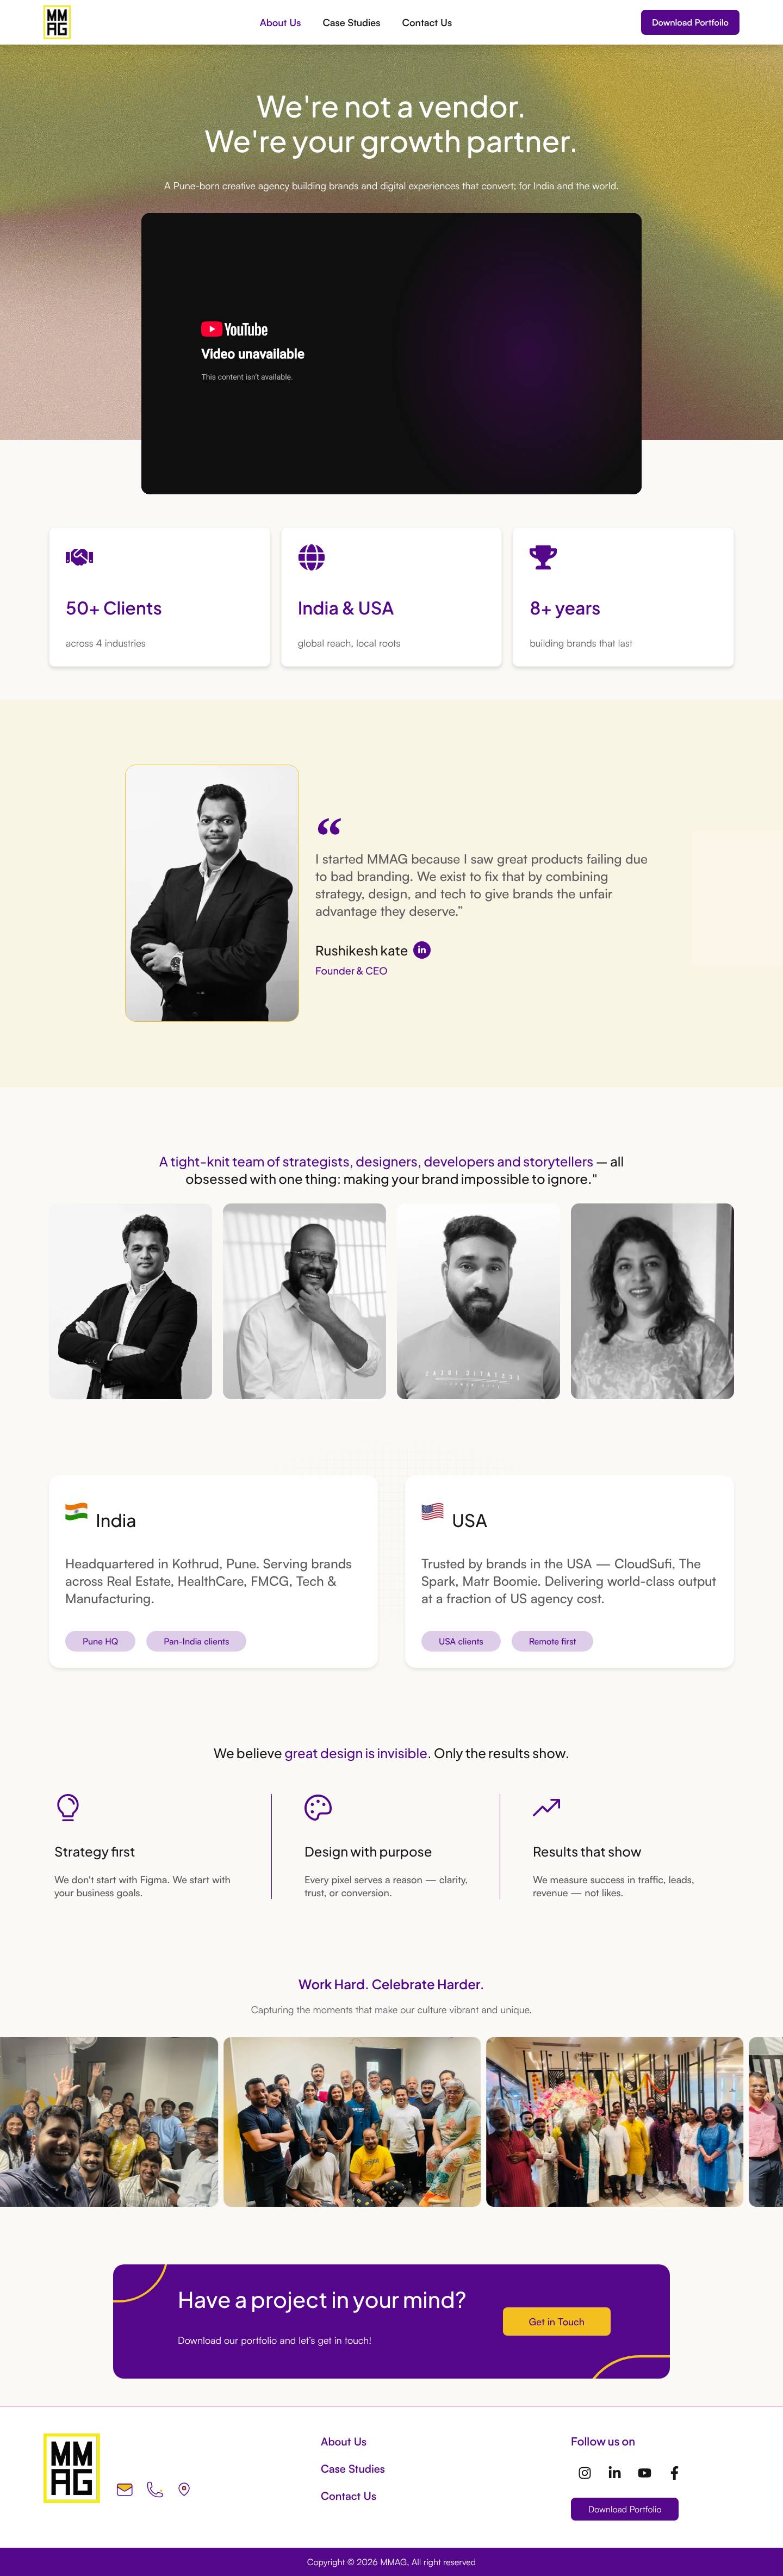 MM
AG
About Us
Case Studies
Contact Us
Download Portfoilo
We're not a vendor.
We're your growth partner.
A Pune-born creative agency building brands and digital experiences that convert; for India and the world.
YouTube
Video unavailable
This content isn't available.
50+ Clients
across 4 industries
India & USA
global reach, local roots
8+ years
building brands that last
“
I started MMAG because I saw great products failing due
to bad branding. We exist to fix that by combining
strategy, design, and tech to give brands the unfair
advantage they deserve.”
Rushikesh kate
in
Founder & CEO
A tight-knit team of strategists, designers, developers and storytellers — all
obsessed with one thing: making your brand impossible to ignore."
India
Headquartered in Kothrud, Pune. Serving brands
across Real Estate, HealthCare, FMCG, Tech &
Manufacturing.
Pune HQ
Pan-India clients
USA
Trusted by brands in the USA — CloudSufi, The
Spark, Matr Boomie. Delivering world-class output
at a fraction of US agency cost.
USA clients
Remote first
We believe great design is invisible. Only the results show.
Strategy first
We don't start with Figma. We start with
your business goals.
Design with purpose
Every pixel serves a reason — clarity,
trust, or conversion.
Results that show
We measure success in traffic, leads,
revenue — not likes.
Work Hard. Celebrate Harder.
Capturing the moments that make our culture vibrant and unique.
Have a project in your mind?
Download our portfolio and let’s get in touch!
Get in Touch
MM
AG
About Us
Case Studies
Contact Us
Follow us on
in
Download Portfolio
Copyright © 2026 MMAG, All right reserved